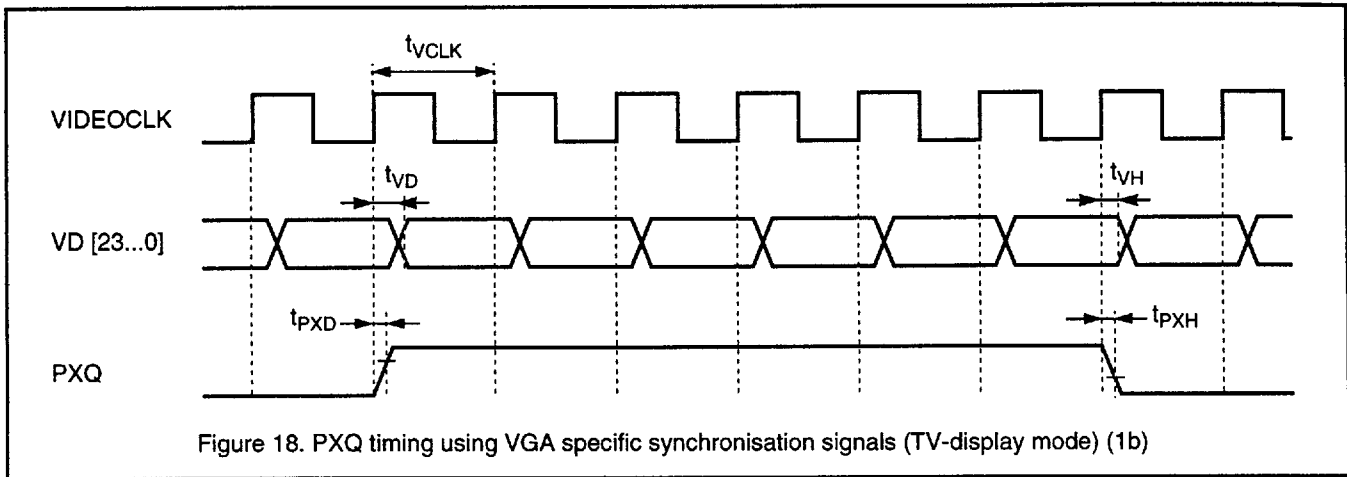 tVCLK
VIDEOCLK
tVD
tVH
VD [23...0]
tPXD
tPXH
PXQ
Figure 18. PXQ timing using VGA specific synchronisation signals (TV-display mode) (1b)